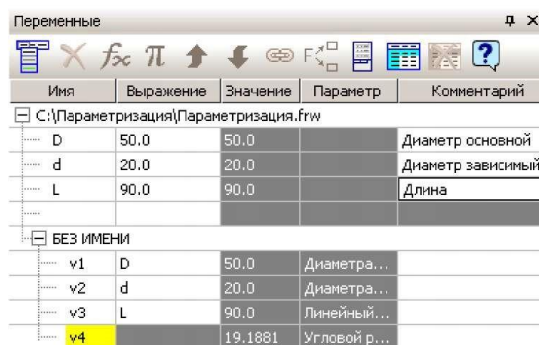 Переменные
Имя Выражение Значение Параметр Комментарий
C:\Параметризация\Параметризация.frw
D 50.0 50.0 Диаметр основной
d 20.0 20.0 Диаметр зависимый
L 90.0 90.0 Длина
БЕЗ ИМЕНИ
v1 D 50.0 Диаметра...
v2 d 20.0 Диаметра...
v3 L 90.0 Линейный...
v4 19.1881 Угловой р...